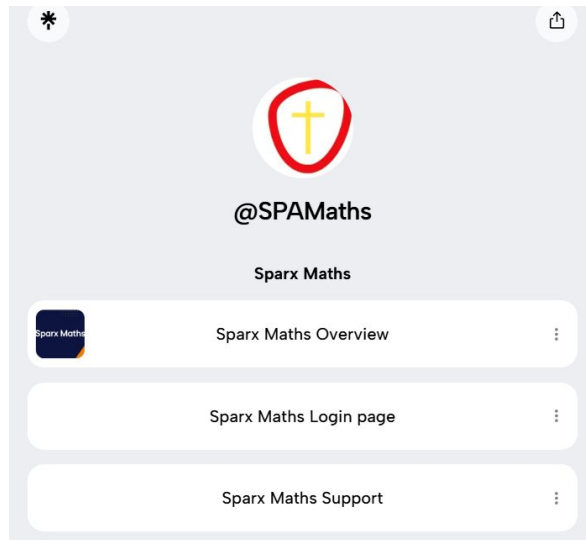 @SPAMaths
Sparx Maths
Sparx Maths
Sparx Maths Overview
Sparx Maths Login page
Sparx Maths Support